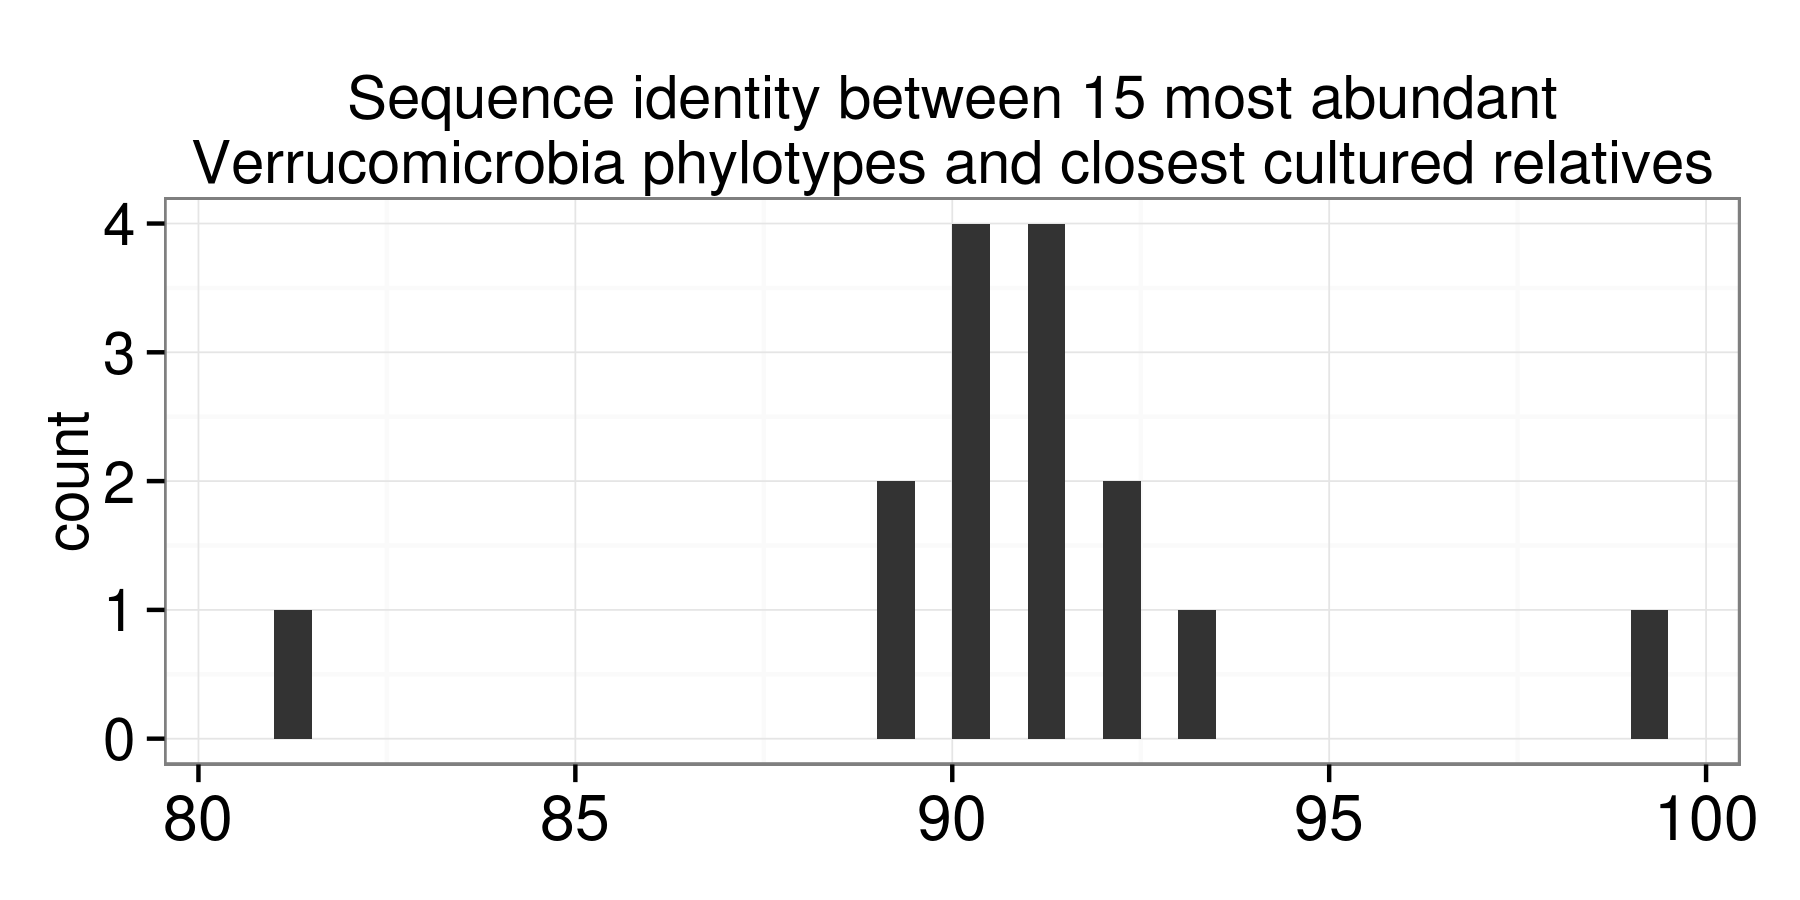 Sequence identity between 15 most abundant
Verrucomicrobia phylotypes and closest cultured relatives
4
3
2
1
0
count
80 85 90 95 100